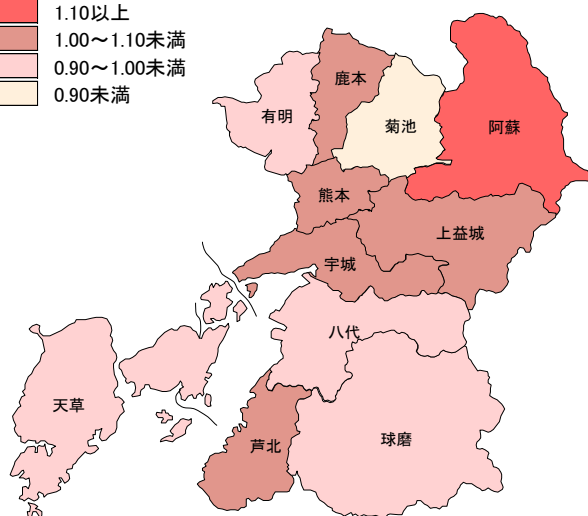 1.10以上
1.00～1.10未満
0.90～1.00未満
0.90未満
鹿本
有明
菊池
阿蘇
熊本
上益城
宇城
八代
天草
芦北
球磨